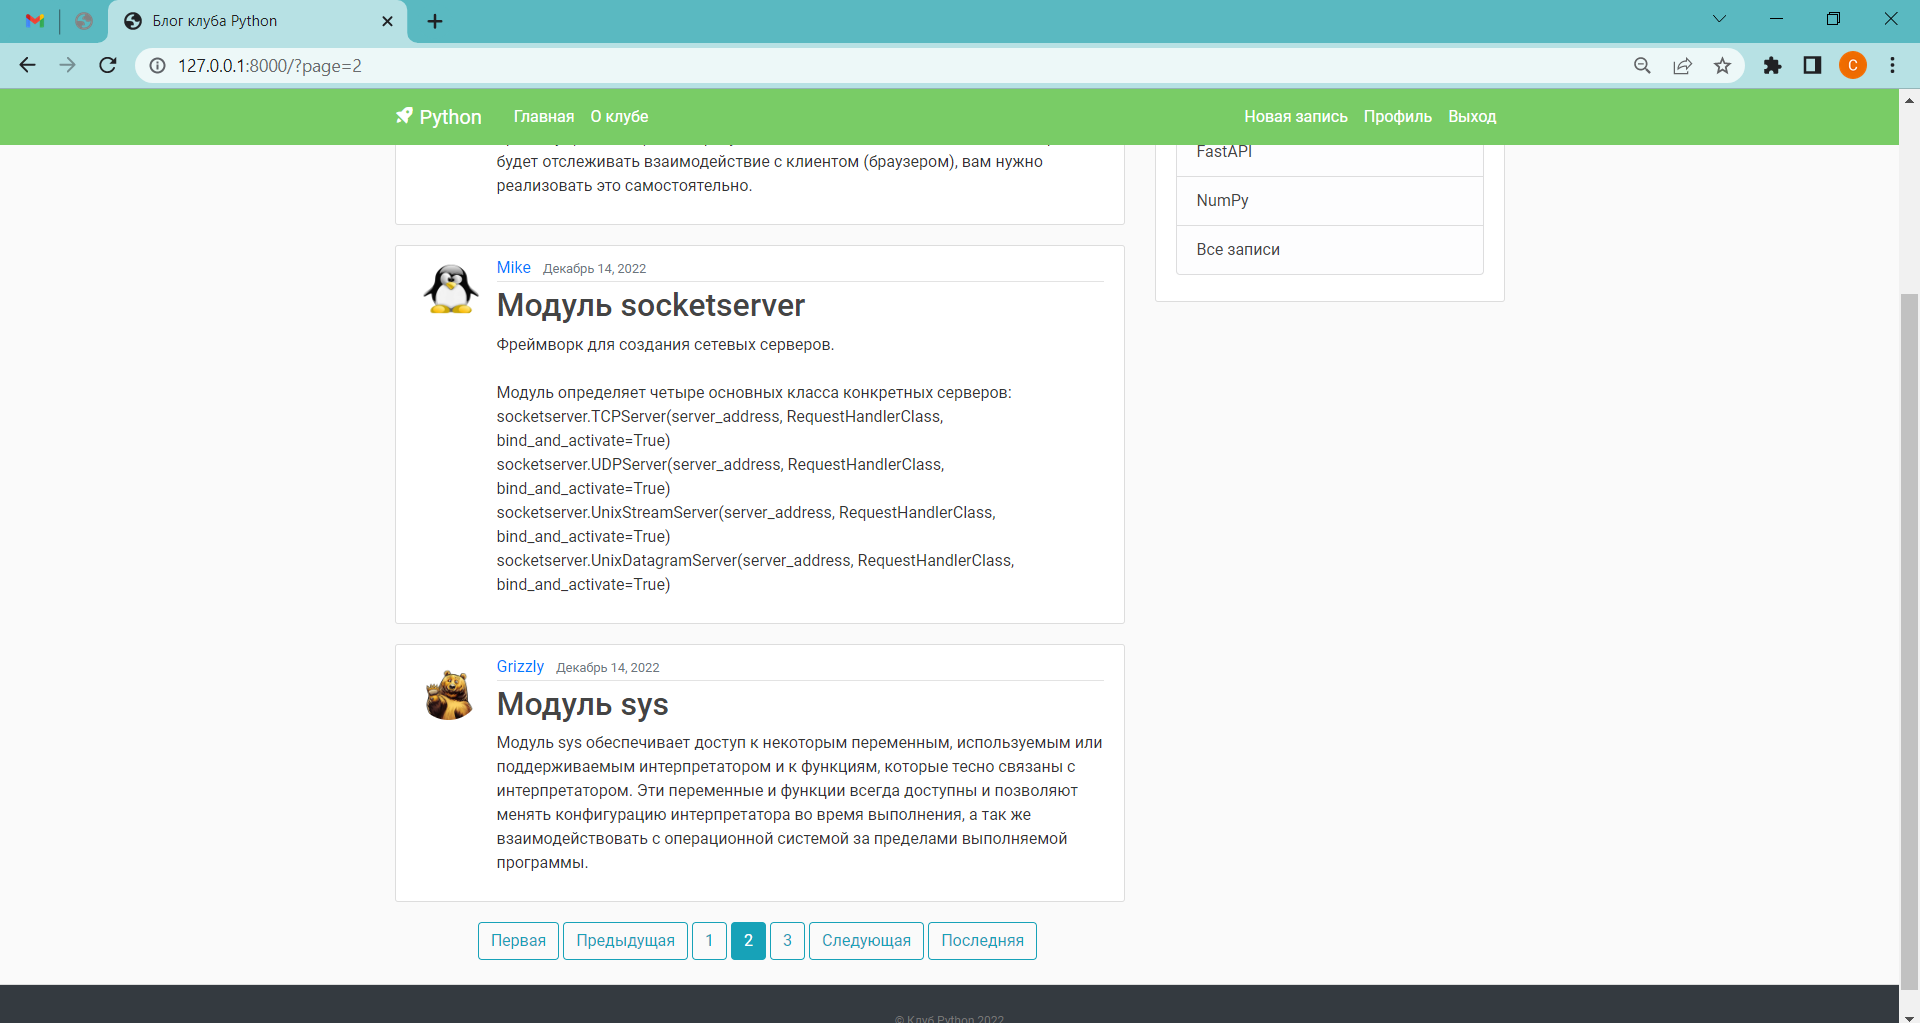 Блог клуба Python
127.0.0.1:8000/?page=2
C
Python Главная О клубе Новая запись Профиль Выход
будет отслеживать взаимодействие с клиентом (браузером), вам нужно
реализовать это самостоятельно.
FastAPI
NumPy
Все записи
Mike Декабрь 14, 2022
Модуль socketserver
Фреймворк для создания сетевых серверов.
Модуль определяет четыре основных класса конкретных серверов:
socketserver.TCPServer(server_address, RequestHandlerClass,
bind_and_activate=True)
socketserver.UDPServer(server_address, RequestHandlerClass,
bind_and_activate=True)
socketserver.UnixStreamServer(server_address, RequestHandlerClass,
bind_and_activate=True)
socketserver.UnixDatagramServer(server_address, RequestHandlerClass,
bind_and_activate=True)
Grizzly Декабрь 14, 2022
Модуль sys
Модуль sys обеспечивает доступ к некоторым переменным, используемым или
поддерживаемым интерпретатором и к функциям, которые тесно связаны с
интерпретатором. Эти переменные и функции всегда доступны и позволяют
менять конфигурацию интерпретатора во время выполнения, а так же
взаимодействовать с операционной системой за пределами выполняемой
программы.
Первая Предыдущая 1 2 3 Следующая Последняя
© Клуб Python 2022